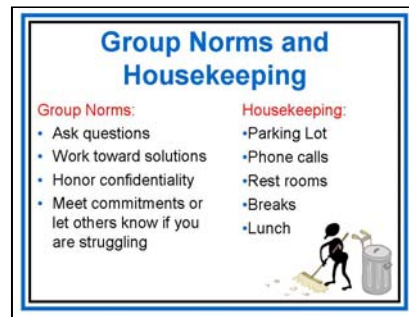 Group Norms and
Housekeeping
Group Norms:
• Ask questions
• Work toward solutions
• Honor confidentiality
• Meet commitments or
let others know if you
are struggling
Housekeeping:
•Parking Lot
•Phone calls
•Rest rooms
•Breaks
•Lunch